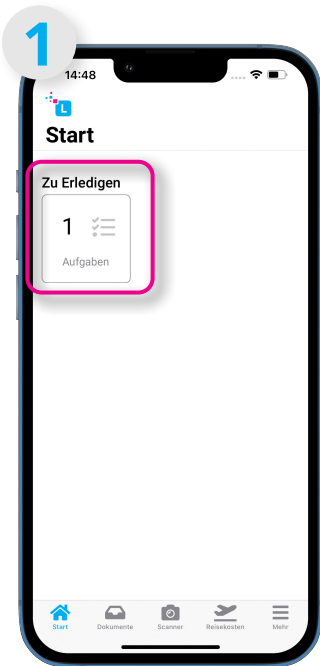 1
14:48
L
Start
Zu Erledigen
1
Aufgaben
Start Dokumente Scanner Reisekosten Mehr